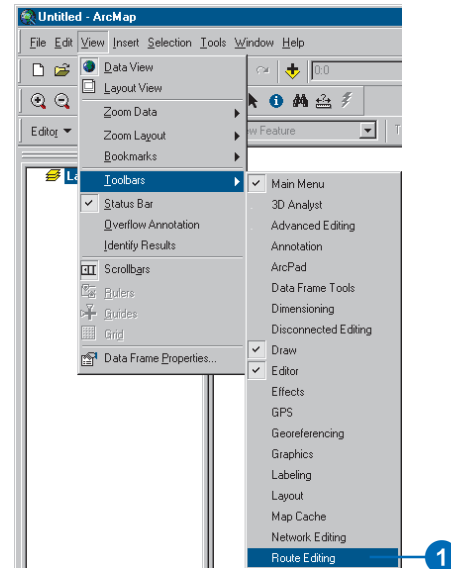 Untitled - ArcMap
File Edit View Insert Selection Tools Window Help
Data View
Layout View
Zoom Data
Zoom Layout
Bookmarks
Toolbars
Status Bar
Overflow Annotation
Identify Results
Scrollbars
Rulers
Guides
Grid
Data Frame Properties...
0:0
Editor
Feature
Main Menu
3D Analyst
Advanced Editing
Annotation
ArcPad
Data Frame Tools
Dimensioning
Disconnected Editing
Draw
Editor
Effects
GPS
Georeferencing
Graphics
Labeling
Layout
Map Cache
Network Editing
Route Editing
1